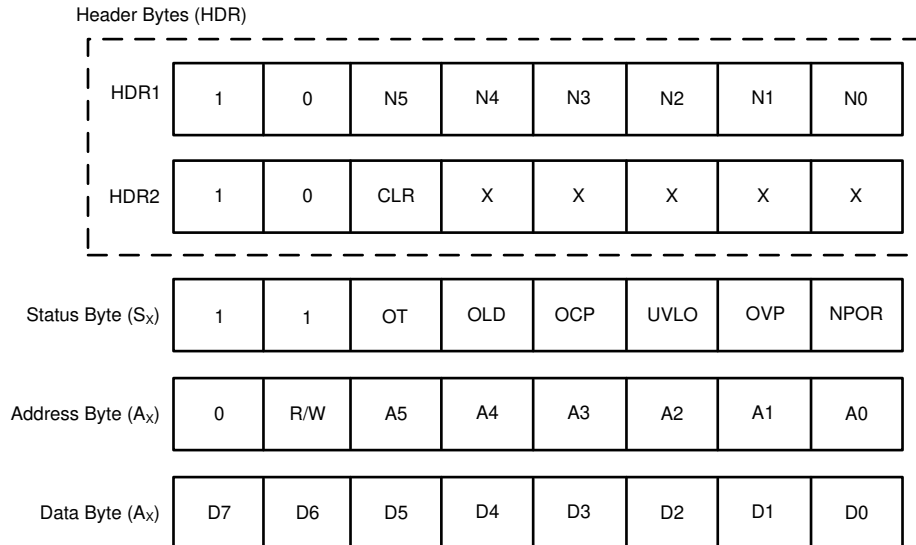 Header Bytes (HDR)
HDR1 1 0 N5 N4 N3 N2 N1 N0
HDR2 1 0 CLR X X X X X
Status Byte (SX) 1 1 OT OLD OCP UVLO OVP NPOR
Address Byte (AX) 0 R/W A5 A4 A3 A2 A1 A0
Data Byte (AX) D7 D6 D5 D4 D3 D2 D1 D0